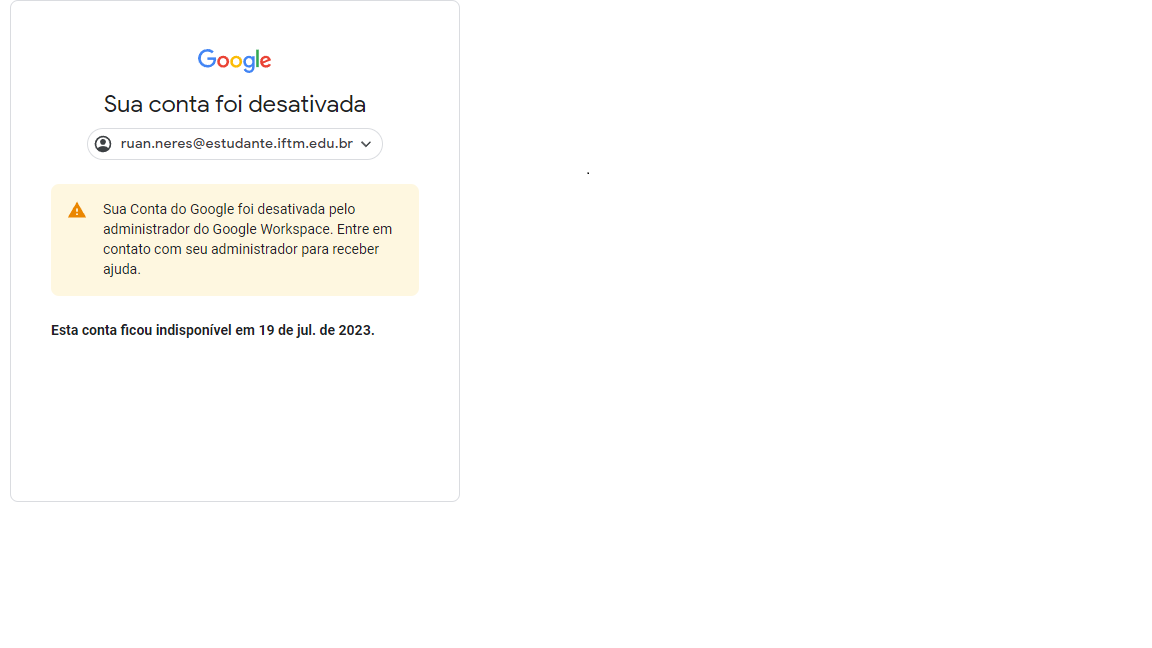 Google
Sua conta foi desativada
ruan.neres@estudante.iftm.edu.br
Sua Conta do Google foi desativada pelo
administrador do Google Workspace. Entre em
contato com seu administrador para receber
ajuda.
Esta conta ficou indisponível em 19 de jul. de 2023.